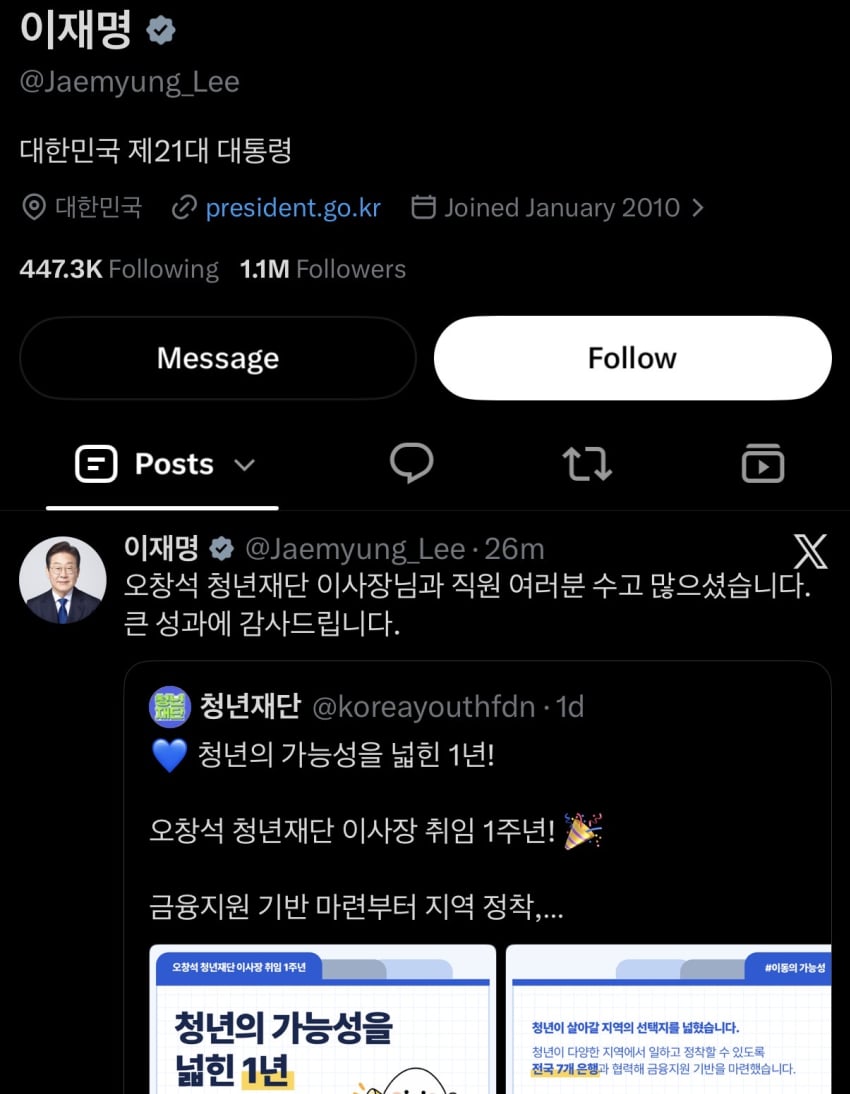 이재명
@Jaemyung_Lee
대한민국 제21대 대통령
대한민국 president.go.kr Joined January 2010
447.3K Following 1.1M Followers
Message Follow
Posts
이재명 @Jaemyung_Lee · 26m
오창석 청년재단 이사장님과 직원 여러분 수고 많으셨습니다.
큰 성과에 감사드립니다.
청년재단
청년재단 @koreayouthfdn · 1d
💙 청년의 가능성을 넓힌 1년!
오창석 청년재단 이사장 취임 1주년! 🎉
금융지원 기반 마련부터 지역 정착,...
오창석 청년재단 이사장 취임 1주년
청년의 가능성을
넓힌 1년
#이동의 가능성
청년이 살아갈 지역의 선택지를 넓혔습니다.
청년이 다양한 지역에서 일하고 정착할 수 있도록
전국 7개 은행과 협력해 금융지원 기반을 마련했습니다.